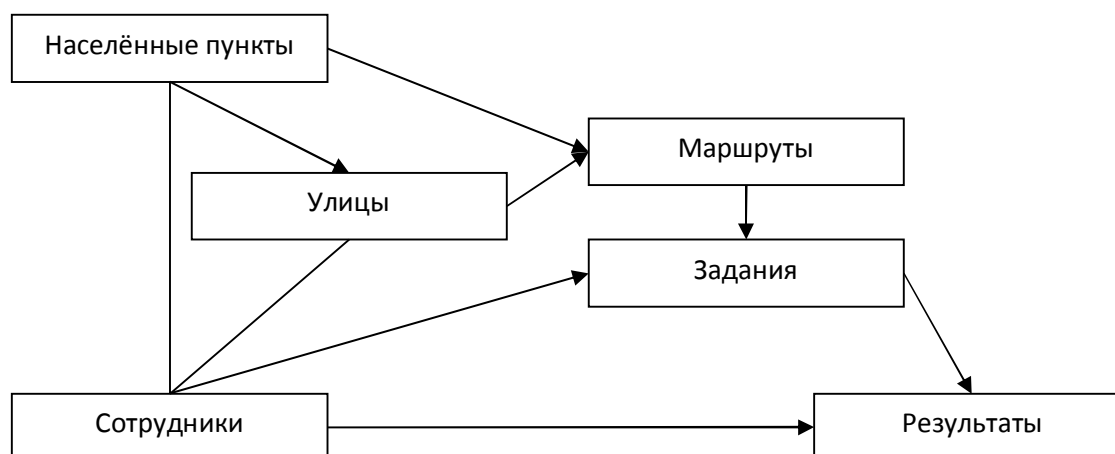 Населённые пункты
Маршруты
Улицы
Задания
Сотрудники
Результаты